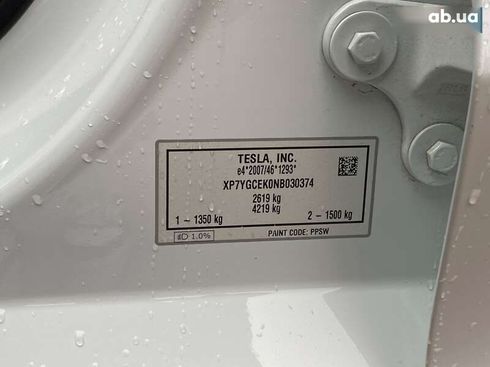 ab.ua
TESLA, INC.
e4*2007/46*1293*
XP7YGCEK0NB030374
2619 kg
4219 kg
1 ~ 1350 kg 2 ~ 1500 kg
1.0% PAINT CODE: PPSW